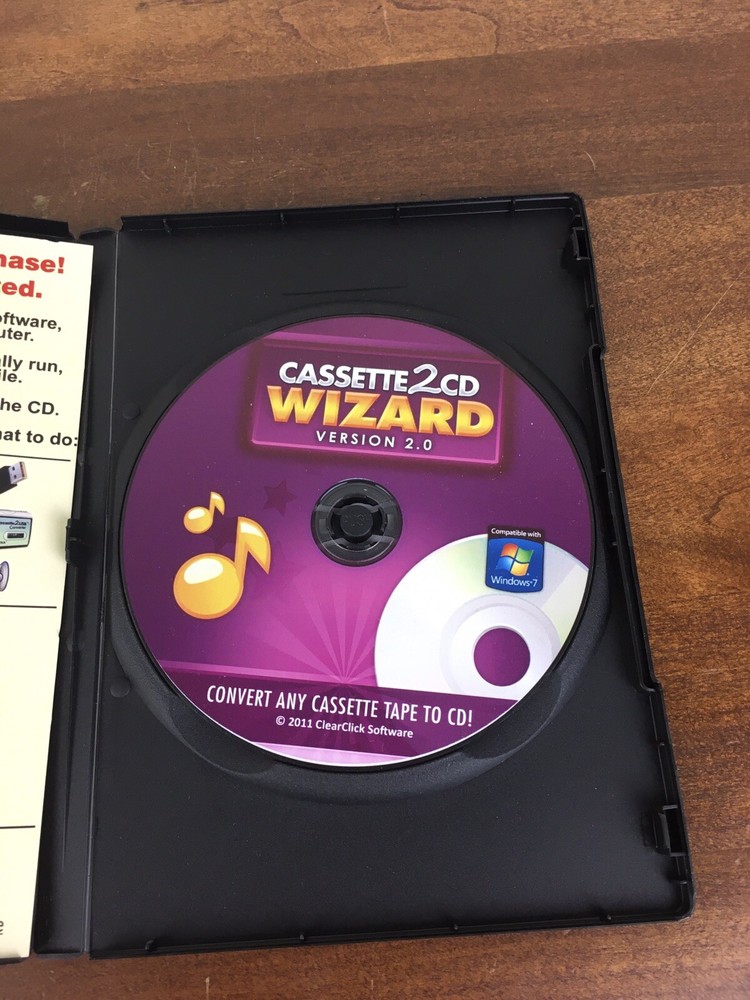 hase!
ed.
oftware,
uter.
lly run,
ile.
he CD.
hat to do:
CASSETTE2CD
WIZARD
VERSION 2.0
Compatible with
Windows 7
CONVERT ANY CASSETTE TAPE TO CD!
© 2011 ClearClick Software